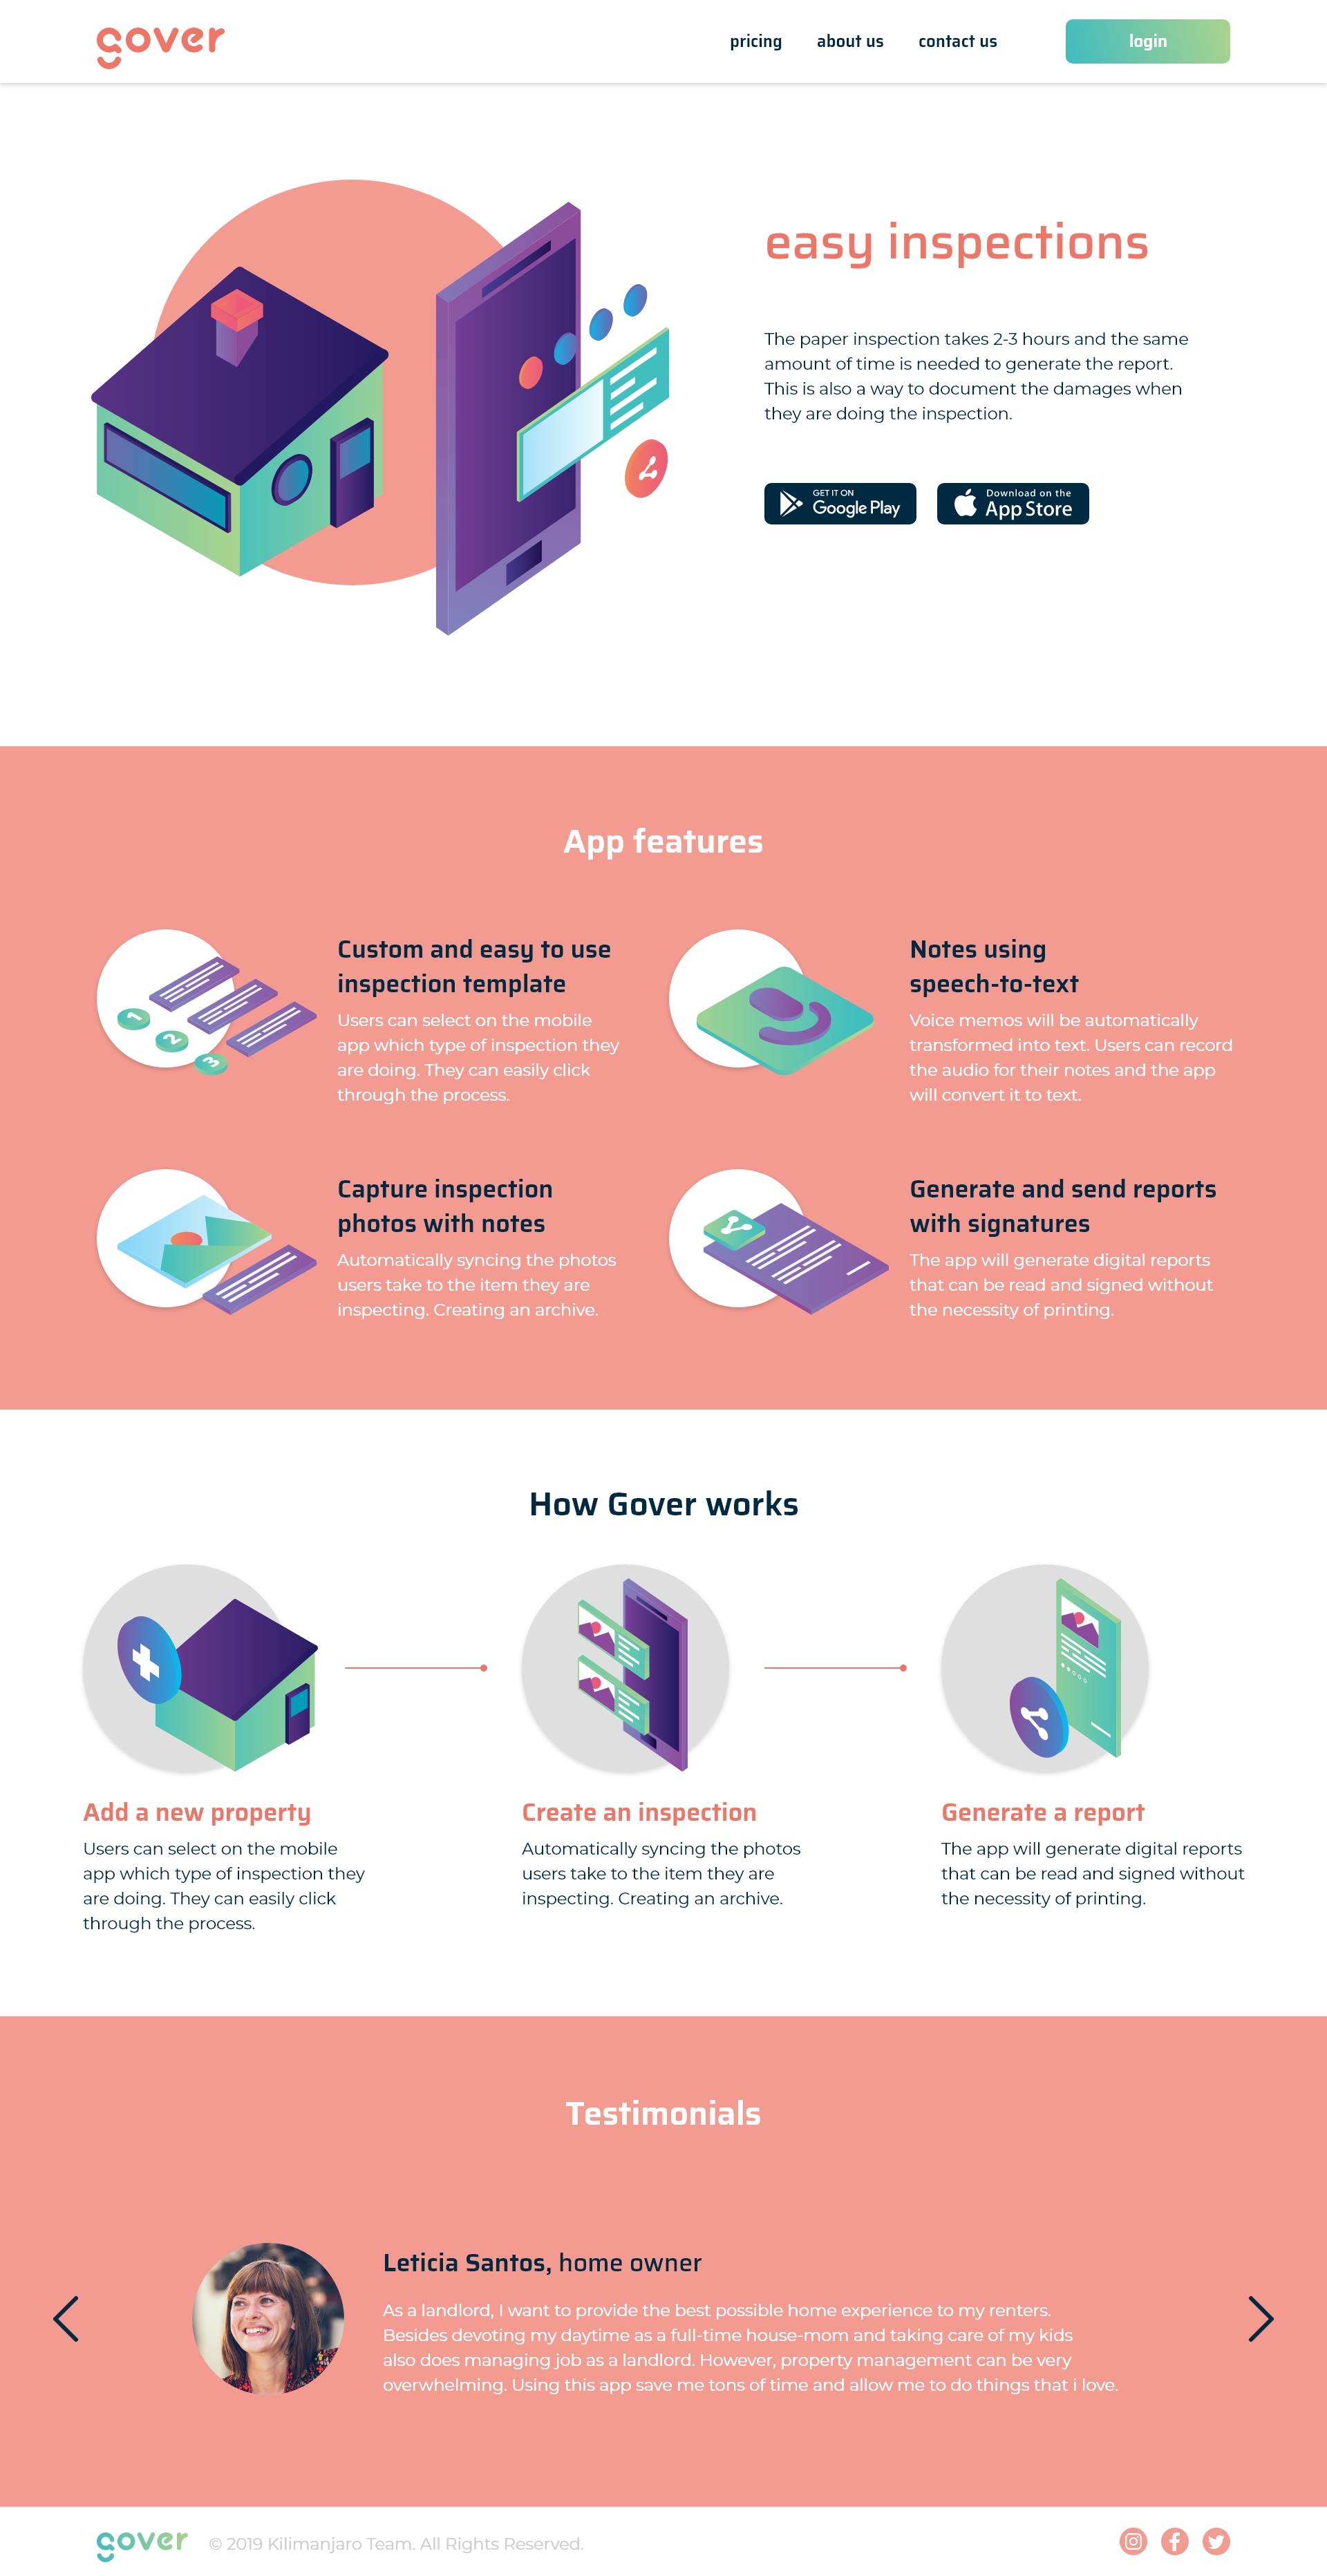 gover
pricing
about us
contact us
login
easy inspections
The paper inspection takes 2-3 hours and the same
amount of time is needed to generate the report.
This is also a way to document the damages when
they are doing the inspection.
GET IT ON
Google Play
Download on the
App Store
App features
1
2
3
Custom and easy to use
inspection template
Users can select on the mobile
app which type of inspection they
are doing. They can easily click
through the process.
Notes using
speech-to-text
Voice memos will be automatically
transformed into text. Users can record
the audio for their notes and the app
will convert it to text.
Capture inspection
photos with notes
Automatically syncing the photos
users take to the item they are
inspecting. Creating an archive.
Generate and send reports
with signatures
The app will generate digital reports
that can be read and signed without
the necessity of printing.
How Gover works
Add a new property
Users can select on the mobile
app which type of inspection they
are doing. They can easily click
through the process.
Create an inspection
Automatically syncing the photos
users take to the item they are
inspecting. Creating an archive.
Generate a report
The app will generate digital reports
that can be read and signed without
the necessity of printing.
Testimonials
Leticia Santos, home owner
As a landlord, I want to provide the best possible home experience to my renters.
Besides devoting my daytime as a full-time house-mom and taking care of my kids
also does managing job as a landlord. However, property management can be very
overwhelming. Using this app save me tons of time and allow me to do things that i love.
gover
© 2019 Kilimanjaro Team. All Rights Reserved.